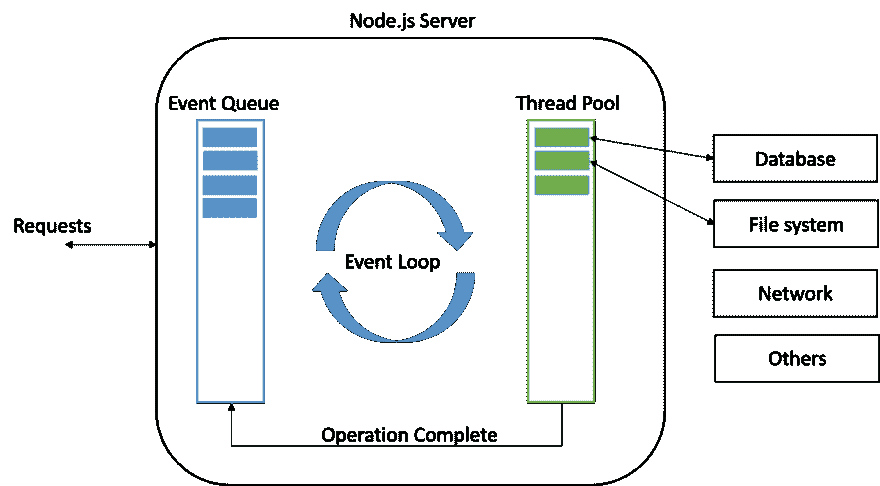 Node.js Server
Event Queue
Thread Pool
Database
Requests
File system
Event Loop
Network
Others
Operation Complete